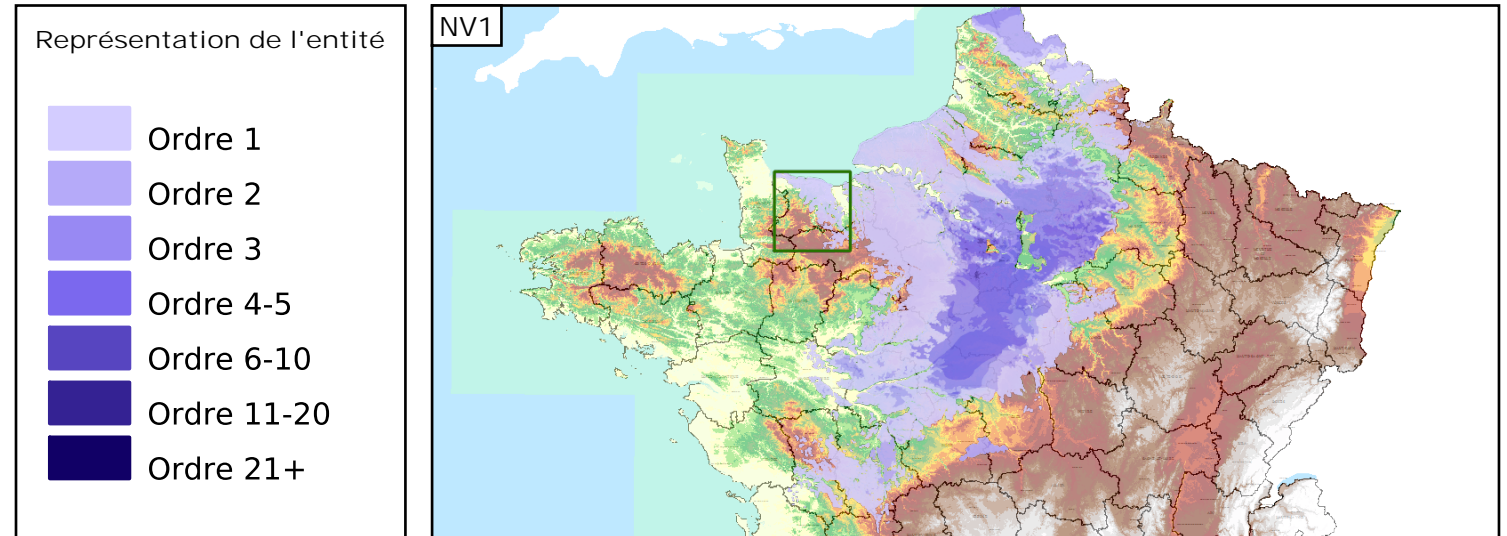 Représentation de l'entité
Ordre 1
Ordre 2
Ordre 3
Ordre 4-5
Ordre 6-10
Ordre 11-20
Ordre 21+
NV1